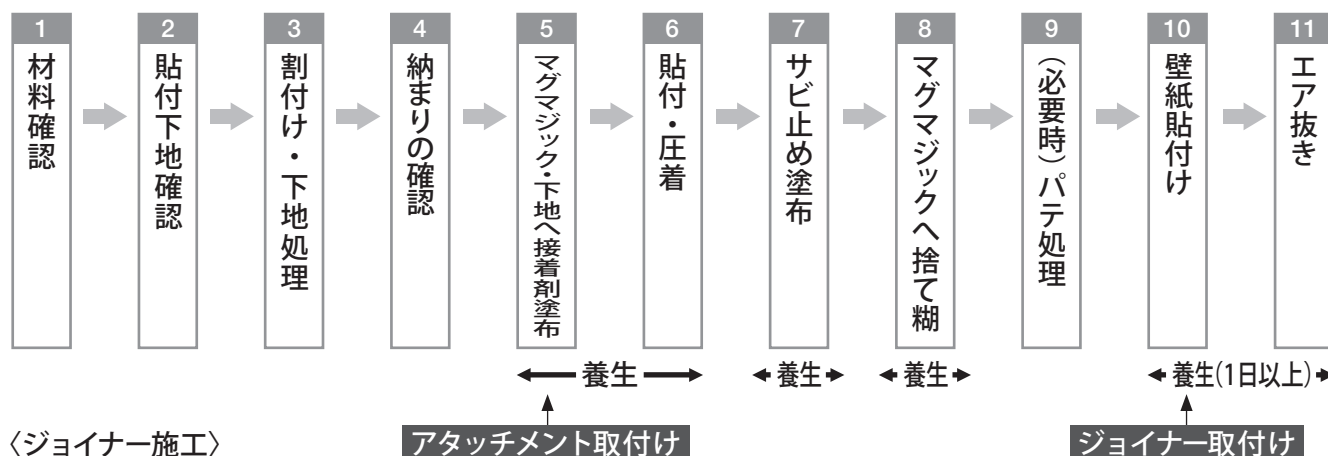 1
材料確認
2
貼付下地確認
3
割付け・下地処理
4
納まりの確認
5
マグマジック・下地へ接着剤塗布
6
貼付・圧着
7
サビ止め塗布
8
マグマジックへ捨て糊
9
(必要時)パテ処理
10
壁紙貼付け
11
エア抜き
養生
養生
養生
養生(1日以上)
〈ジョイナー施工〉
アタッチメント取付け
ジョイナー取付け